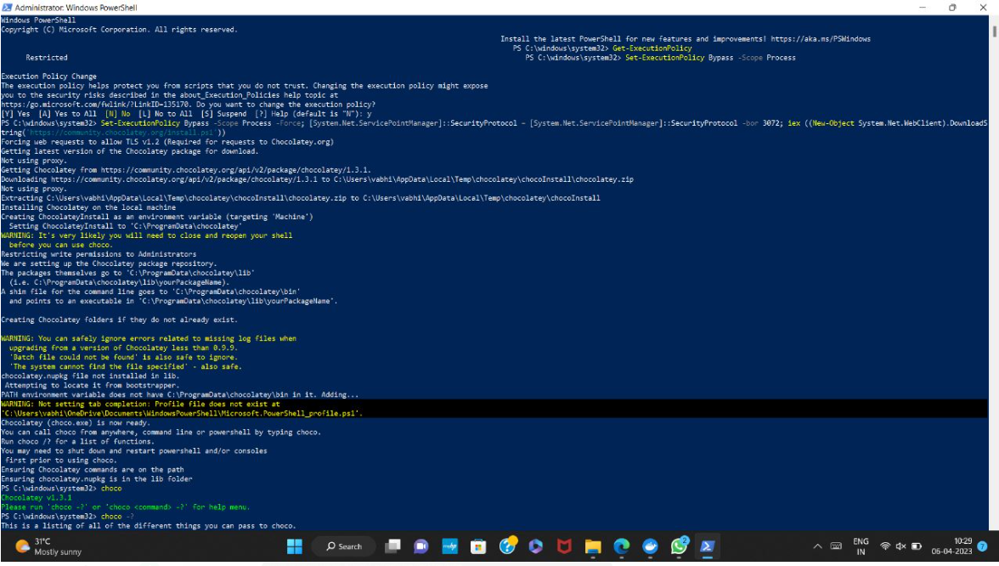 Administrator: Windows PowerShell
Windows PowerShell
Copyright (C) Microsoft Corporation. All rights reserved.
Install the latest PowerShell for new features and improvements! https://aka.ms/PSWindows
PS C:\windows\system32> Get-ExecutionPolicy
Restricted
PS C:\windows\system32> Set-ExecutionPolicy Bypass -Scope Process
Execution Policy Change
The execution policy helps protect you from scripts that you do not trust. Changing the execution policy might expose
you to the security risks described in the about_Execution_Policies help topic at
https:/go.microsoft.com/fwlink/?LinkID=135170. Do you want to change the execution policy?
[Y] Yes [A] Yes to All [N] No [L] No to All [S] Suspend [?] Help (default is "N"): y
PS C:\windows\system32> Set-ExecutionPolicy Bypass -Scope Process -Force; [System.Net.ServicePointManager]::SecurityProtocol = [System.Net.ServicePointManager]::SecurityProtocol -bor 3072; iex ((New-Object System.Net.WebClient).DownloadS
tring('https://community.chocolatey.org/install.ps1'))
Forcing web requests to allow TLS v1.2 (Required for requests to Chocolatey.org)
Getting latest version of the Chocolatey package for download.
Not using proxy.
Getting Chocolatey from https://community.chocolatey.org/api/v2/package/chocolatey/1.3.1.
Downloading https://community.chocolatey.org/api/v2/package/chocolatey/1.3.1 to C:\Users\vabhi\AppData\Local\Temp\chocolatey\chocoInstall\chocolatey.zip
Not using proxy.
Extracting C:\Users\vabhi\AppData\Local\Temp\chocolatey\chocoInstall\chocolatey.zip to C:\Users\vabhi\AppData\Local\Temp\chocolatey\chocoInstall
Installing Chocolatey on the local machine
Creating ChocolateyInstall as an environment variable (targeting 'Machine')
Setting ChocolateyInstall to 'C:\ProgramData\chocolatey'
WARNING: It's very likely you will need to close and reopen your shell
before you can use choco.
Restricting write permissions to Administrators
We are setting up the Chocolatey package repository.
The packages themselves go to 'C:\ProgramData\chocolatey\lib'
(i.e. C:\ProgramData\chocolatey\lib\yourPackageName).
A shim file for the command line goes to 'C:\ProgramData\chocolatey\bin'
and points to an executable in 'C:\ProgramData\chocolatey\lib\yourPackageName'.
Creating Chocolatey folders if they do not already exist.
WARNING: You can safely ignore errors related to missing log files when
upgrading from a version of Chocolatey less than 0.9.9.
'Batch file could not be found' is also safe to ignore.
'The system cannot find the file specified' - also safe.
chocolatey.nupkg file not installed in lib.
Attempting to locate it from bootstrapper.
PATH environment variable does not have C:\ProgramData\chocolatey\bin in it. Adding...
WARNING: Not setting tab completion: Profile file does not exist at
'C:\Users\vabhi\OneDrive\Documents\WindowsPowerShell\Microsoft.PowerShell_profile.ps1'.
Chocolatey (choco.exe) is now ready.
You can call choco from anywhere, command line or powershell by typing choco.
Run choco /? for a list of functions.
You may need to shut down and restart powershell and/or consoles
first prior to using choco.
Ensuring Chocolatey commands are on the path
Ensuring chocolatey.nupkg is in the lib folder
PS C:\windows\system32> choco
Chocolatey v1.3.1
Please run 'choco -?' or 'choco <command> -?' for help menu.
PS C:\windows\system32> choco -?
This is a listing of all of the different things you can pass to choco.
31°C
Mostly sunny
Search
2
ENG
IN
10:29
06-04-2023
7